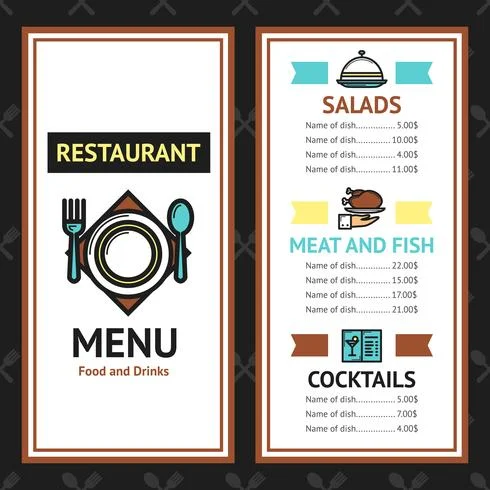 RESTAURANT
MENU
Food and Drinks
SALADS
Name of dish.............. 5.00$
Name of dish............ 10.00$
Name of dish.............. 4.00$
Name of dish............ 11.00$
MEAT AND FISH
Name of dish............ 22.00$
Name of dish............ 15.00$
Name of dish............ 17.00$
Name of dish............ 21.00$
COCKTAILS
Name of dish.............. 5.00$
Name of dish.............. 7.00$
Name of dish.............. 4.00$